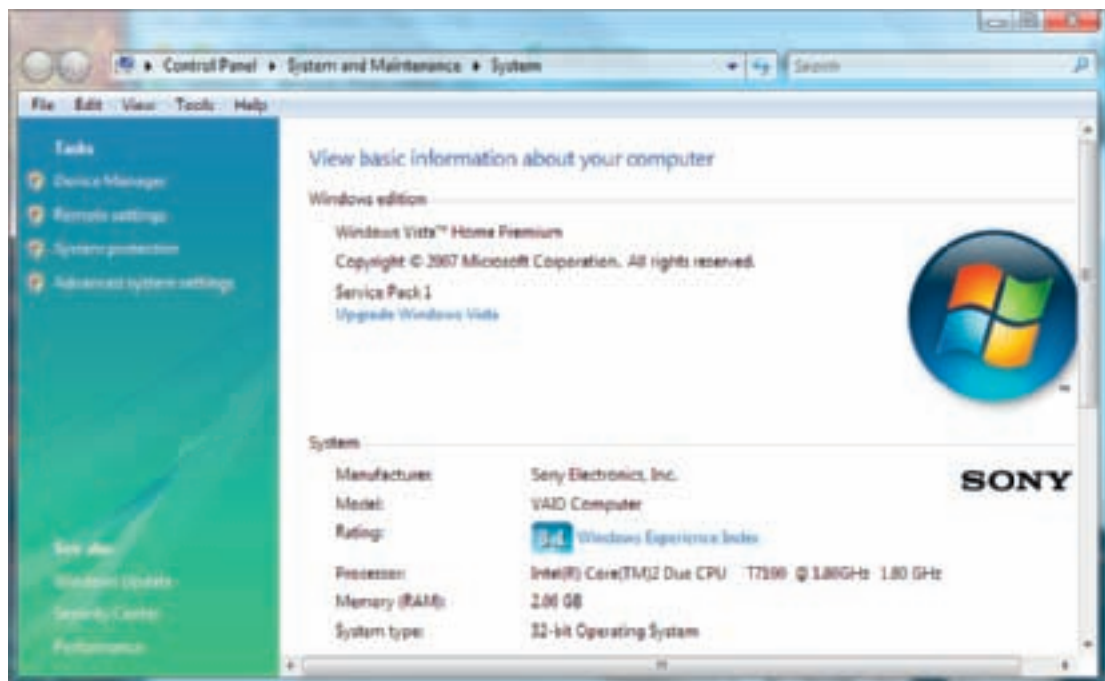 Control Panel ▸ System and Maintenance ▸ System
Search
File Edit View Tools Help
Tasks
Device Manager
Remote settings
System protection
Advanced system settings
View basic information about your computer
Windows edition
Windows Vista™ Home Premium
Copyright © 2007 Microsoft Corporation. All rights reserved.
Service Pack 1
Upgrade Windows Vista
System
Manufacturer: Sony Electronics, Inc.
SONY
Model: VAIO Computer
Rating: Windows Experience Index
Processor: Intel(R) Core(TM)2 Duo CPU T7100 @ 1.80GHz 1.80 GHz
Memory (RAM): 2.00 GB
System type: 32-bit Operating System
See also
Windows Update
Security Center
Performance